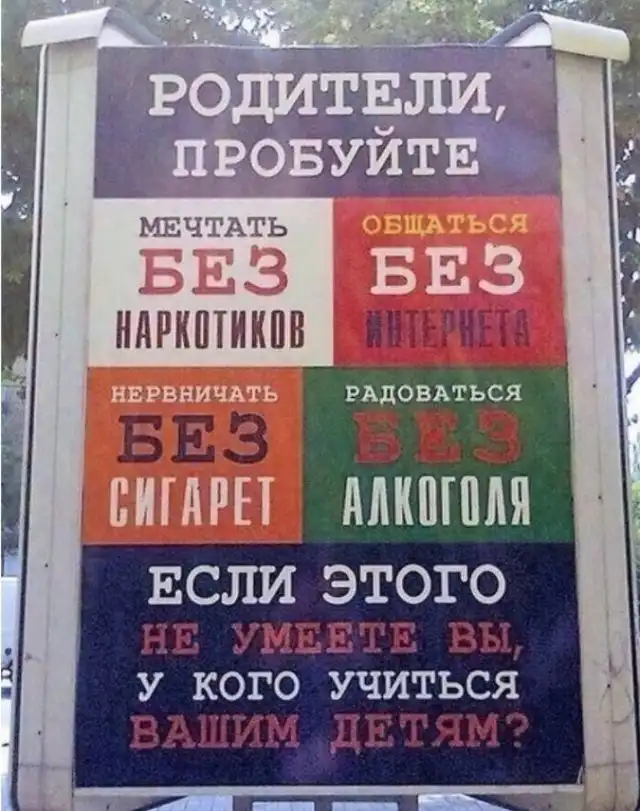 РОДИТЕЛИ,
ПРОБУЙТЕ
МЕЧТАТЬ
БЕЗ
НАРКОТИКОВ
ОБЩАТЬСЯ
БЕЗ
ИНТЕРНЕТА
НЕРВНИЧАТЬ
БЕЗ
СИГАРЕТ
РАДОВАТЬСЯ
БЕЗ
АЛКОГОЛЯ
ЕСЛИ ЭТОГО
НЕ УМЕЕТЕ ВЫ,
У КОГО УЧИТЬСЯ
ВАШИМ ДЕТЯМ?